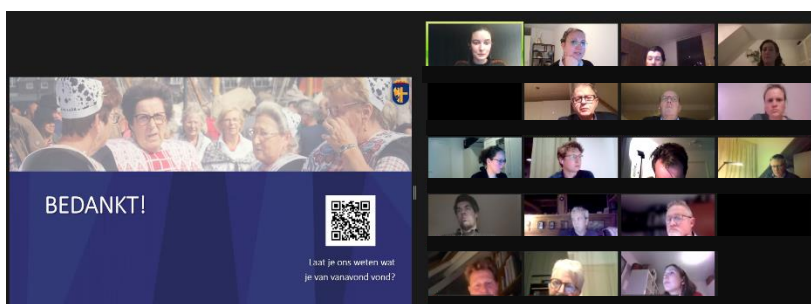 BEDANKT!
Laat je ons weten wat
je van vanavond vond?